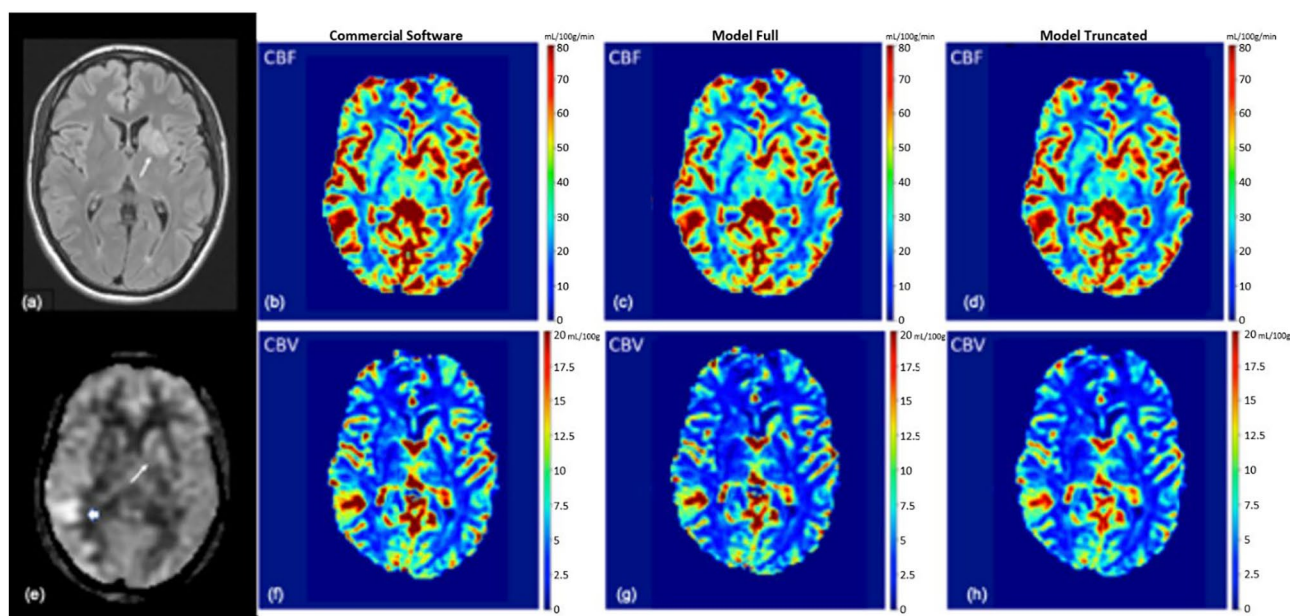 Commercial Software
mL/100g/min
Model Full
mL/100g/min
Model Truncated
mL/100g/min
(a)
CBF
80
70
60
50
40
30
20
10
0
(b)
CBF
80
70
60
50
40
30
20
10
0
(c)
CBF
80
70
60
50
40
30
20
10
0
(d)
(e)
CBV
20 mL/100g
17.5
15
12.5
10
7.5
5
2.5
0
(f)
CBV
20 mL/100g
17.5
15
12.5
10
7.5
5
2.5
0
(g)
CBV
20 mL/100g
17.5
15
12.5
10
7.5
5
2.5
0
(h)